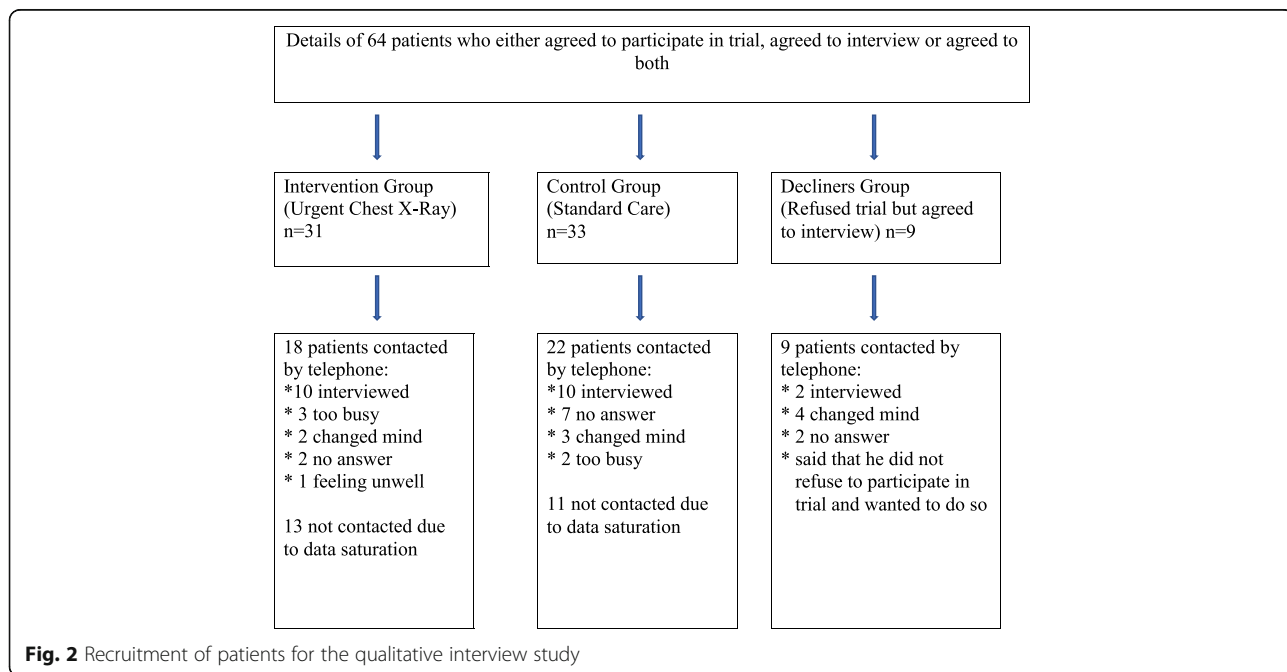 Details of 64 patients who either agreed to participate in trial, agreed to interview or agreed to
both
Intervention Group
(Urgent Chest X-Ray)
n=31
Control Group
(Standard Care)
n=33
Decliners Group
(Refused trial but agreed
to interview) n=9
18 patients contacted
by telephone:
*10 interviewed
* 3 too busy
* 2 changed mind
* 2 no answer
* 1 feeling unwell
13 not contacted due
to data saturation
22 patients contacted
by telephone:
*10 interviewed
* 7 no answer
* 3 changed mind
* 2 too busy
11 not contacted due
to data saturation
9 patients contacted by
telephone:
* 2 interviewed
* 4 changed mind
* 2 no answer
* said that he did not
refuse to participate in
trial and wanted to do so
Fig. 2 Recruitment of patients for the qualitative interview study